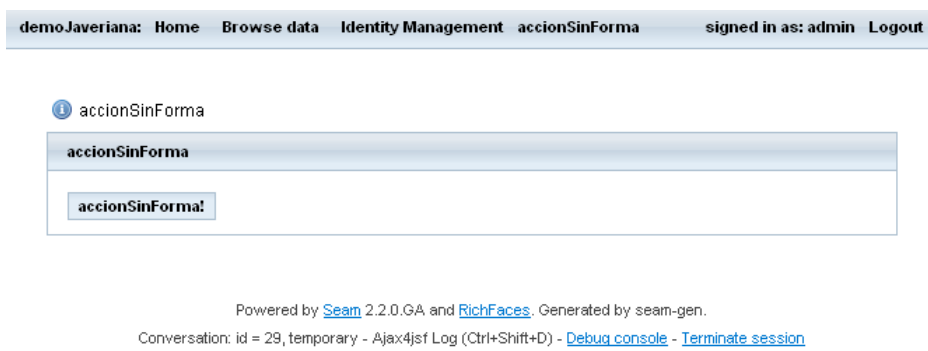 demoJaveriana: Home Browse data Identity Management accionSinForma signed in as: admin Logout
accionSinForma
accionSinForma
accionSinForma!
Powered by Seam 2.2.0.GA and RichFaces. Generated by seam-gen.
Conversation: id = 29, temporary - Ajax4jsf Log (Ctrl+Shift+D) - Debug console - Terminate session